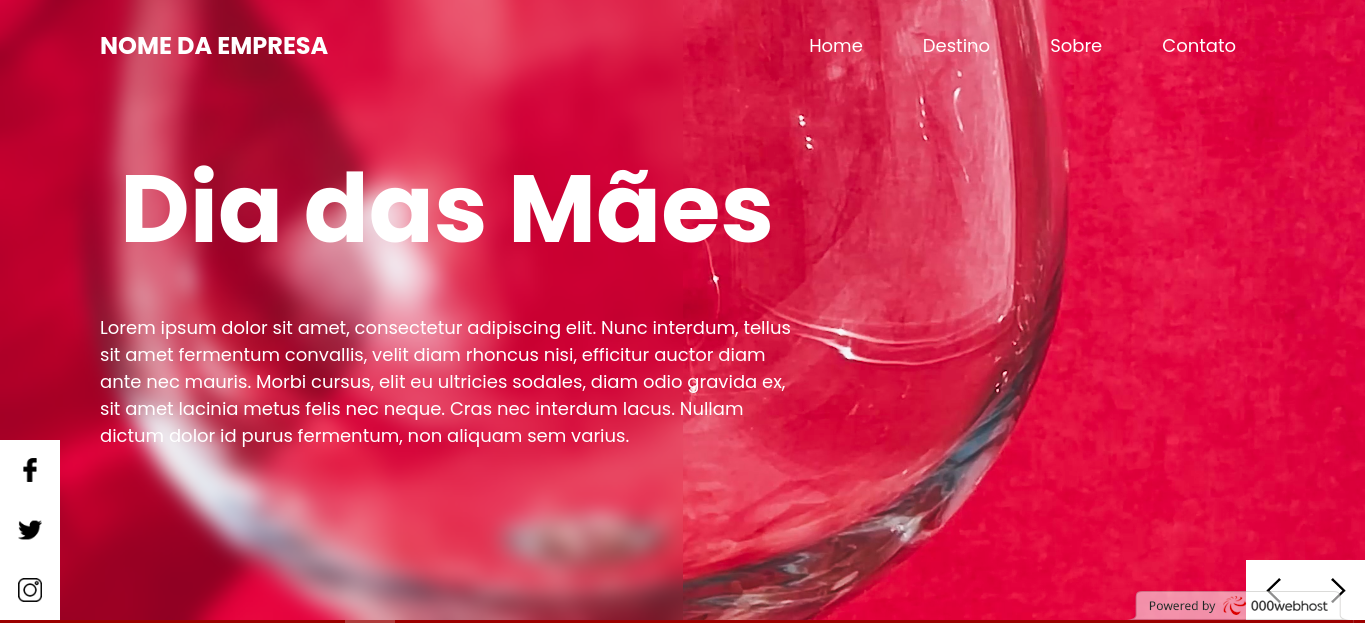 NOME DA EMPRESA
Home
Destino
Sobre
Contato
Dia das Mães
Lorem ipsum dolor sit amet, consectetur adipiscing elit. Nunc interdum, tellus
sit amet fermentum convallis, velit diam rhoncus nisi, efficitur auctor diam
ante nec mauris. Morbi cursus, elit eu ultricies sodales, diam odio gravida ex,
sit amet lacinia metus felis nec neque. Cras nec interdum lacus. Nullam
dictum dolor id purus fermentum, non aliquam sem varius.
Powered by 000webhost